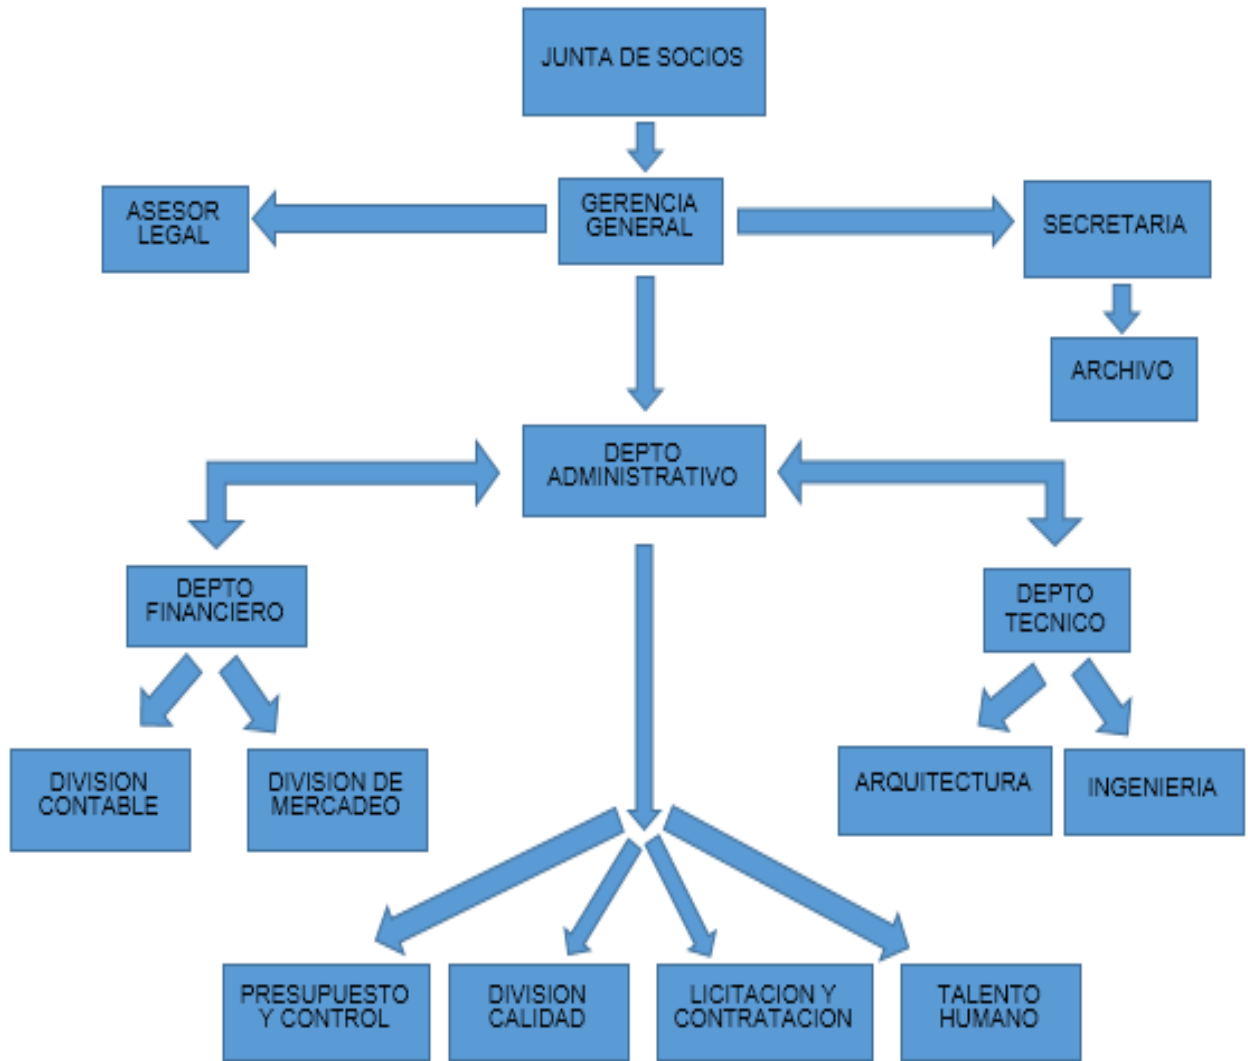 JUNTA DE SOCIOS
ASESOR
LEGAL
GERENCIA
GENERAL
SECRETARIA
ARCHIVO
DEPTO
ADMINISTRATIVO
DEPTO
FINANCIERO
DEPTO
TECNICO
DIVISION
CONTABLE
DIVISION DE
MERCADEO
ARQUITECTURA
INGENIERIA
PRESUPUESTO
Y CONTROL
DIVISION
CALIDAD
LICITACION Y
CONTRATACION
TALENTO
HUMANO